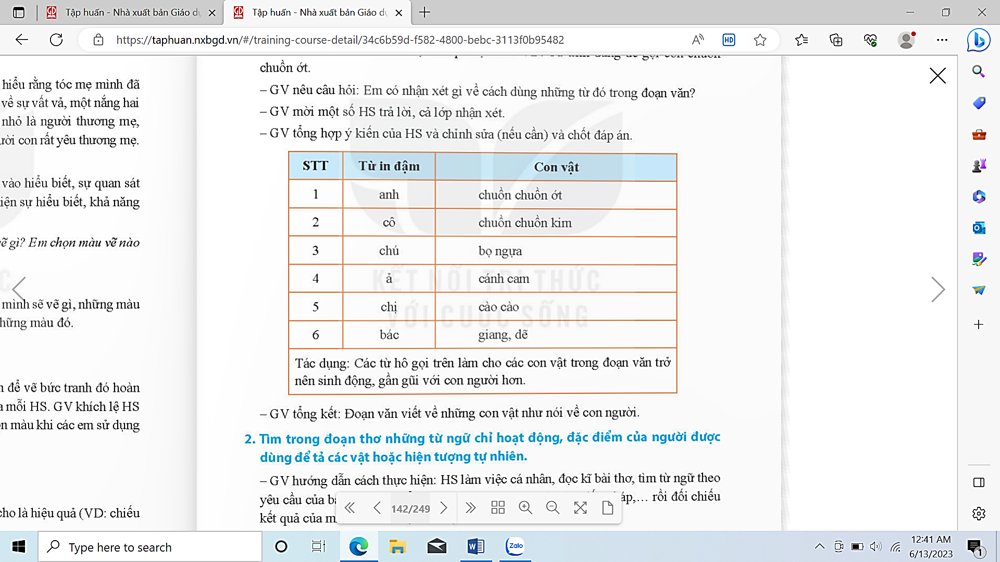 Tập huấn - Nhà xuất bản Giáo dụ
Tập huấn - Nhà xuất bản Giáo dụ
https://taphuan.nxbgd.vn/#/training-course-detail/34c6b59d-f582-4800-bebc-3113f0b95482
HD
hiểu rằng tóc mẹ mình đã
về sự vất vả, một nắng hai
nhỏ là người thương mẹ,
ười con rất yêu thương mẹ.
vào hiểu biết, sự quan sát
iện sự hiểu biết, khả năng
vẽ gì? Em chọn màu vẽ nào
mình sẽ vẽ gì, những màu
hững màu đó.
để vẽ bức tranh đó hoàn
mỗi HS. GV khích lệ HS
màu khi các em sử dụng
cho là hiệu quả (VD: chiếu
chuồn ớt.
– GV nêu câu hỏi: Em có nhận xét gì về cách dùng những từ đó trong đoạn văn?
– GV mời một số HS trả lời, cả lớp nhận xét.
– GV tổng hợp ý kiến của HS và chỉnh sửa (nếu cần) và chốt đáp án.
STT Từ in đậm Con vật
1 anh chuồn chuồn ớt
2 cô chuồn chuồn kim
3 chú bọ ngựa
4 ả cánh cam
5 chị cào cào
6 bác giang, dẽ
KẾT NỐI TRI THỨC
VỚI CUỘC SỐNG
Tác dụng: Các từ hô gọi trên làm cho các con vật trong đoạn văn trở
nên sinh động, gần gũi với con người hơn.
– GV tổng kết: Đoạn văn viết về những con vật như nói về con người.
2. Tìm trong đoạn thơ những từ ngữ chỉ hoạt động, đặc điểm của người được
dùng để tả các vật hoặc hiện tượng tự nhiên.
– GV hướng dẫn cách thực hiện: HS làm việc cá nhân, đọc kĩ bài thơ, tìm từ ngữ theo
yêu cầu của áp,... rồi đối chiếu
kết quả của
142/249
Type here to search
Zalo
12:41 AM
6/13/2023
1